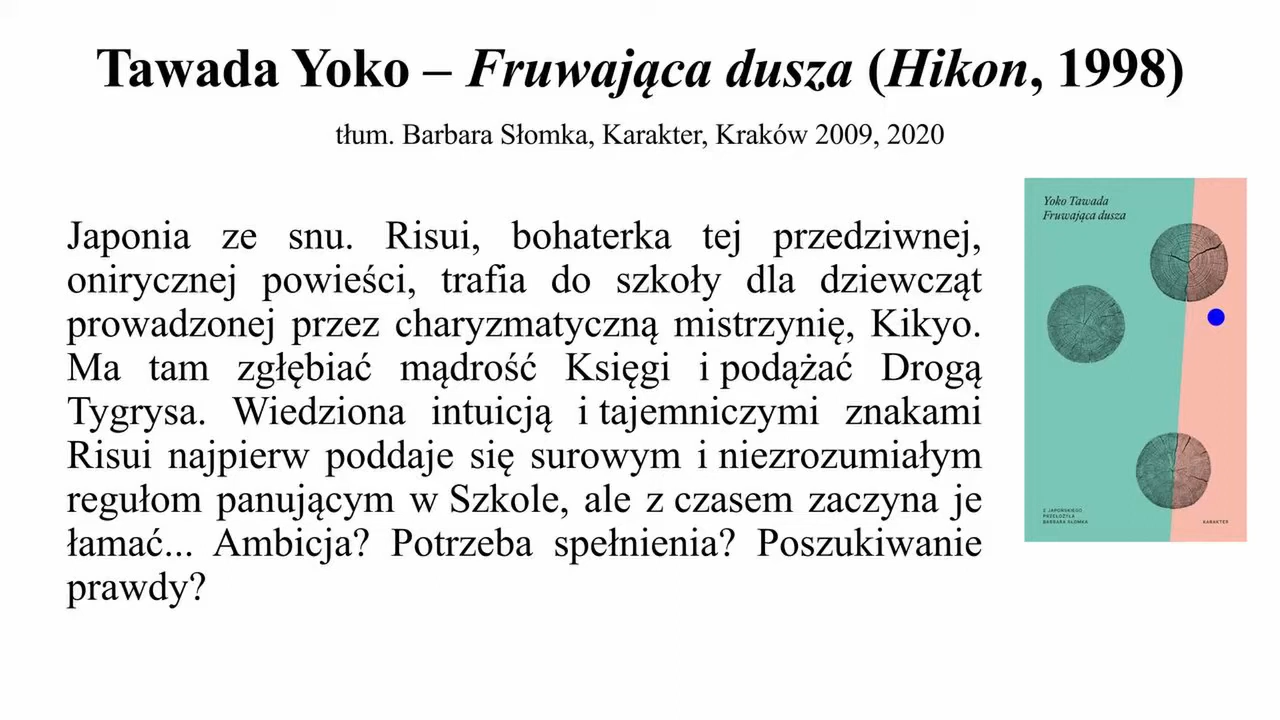 Tawada Yoko – Fruwająca dusza (Hikon, 1998)
tłum. Barbara Słomka, Karakter, Kraków 2009, 2020
Japonia ze snu. Risui, bohaterka tej przedziwnej,
onirycznej powieści, trafia do szkoły dla dziewcząt
prowadzonej przez charyzmatyczną mistrzynię, Kikyo.
Ma tam zgłębiać mądrość Księgi i podążać Drogą
Tygrysa. Wiedziona intuicją i tajemniczymi znakami
Risui najpierw poddaje się surowym i niezrozumiałym
regułom panującym w Szkole, ale z czasem zaczyna je
łamać... Ambicja? Potrzeba spełnienia? Poszukiwanie
prawdy?
Yoko Tawada
Fruwająca dusza
Z JAPOŃSKIEGO
PRZEŁOŻYŁA
BARBARA SŁOMKA
KARAKTER